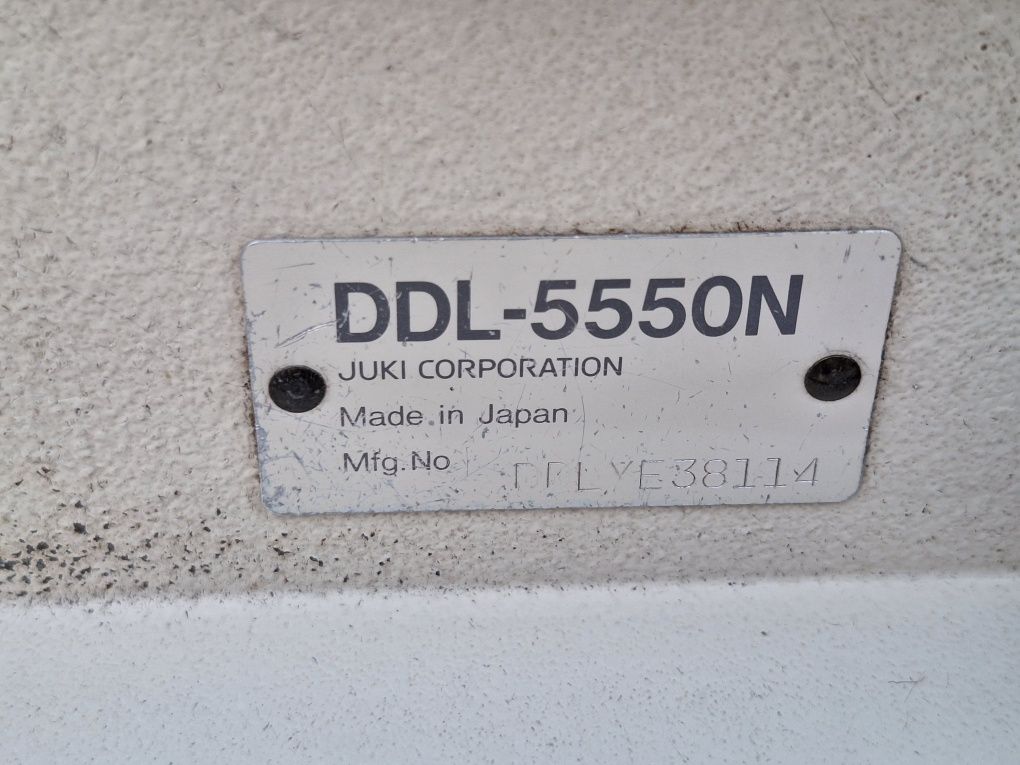 DDL-5550N
JUKI CORPORATION
Made in Japan
Mfg.No DDLYE38114